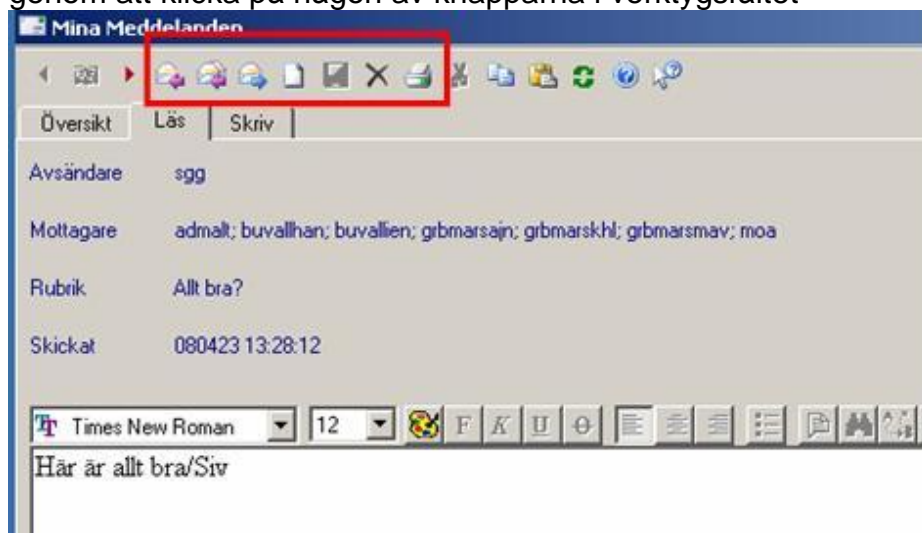 genom att klicka på någon av knapparna i verktygsfältet
Mina Meddelanden
Översikt Läs Skriv
Avsändare sgg
Mottagare admalt; buvallhan; buvallien; grbmarsajn; grbmarskhl; grbmarsmav; moa
Rubrik Allt bra?
Skickat 080423 13:28:12
Times New Roman 12 F K U O
Här är allt bra/Siv